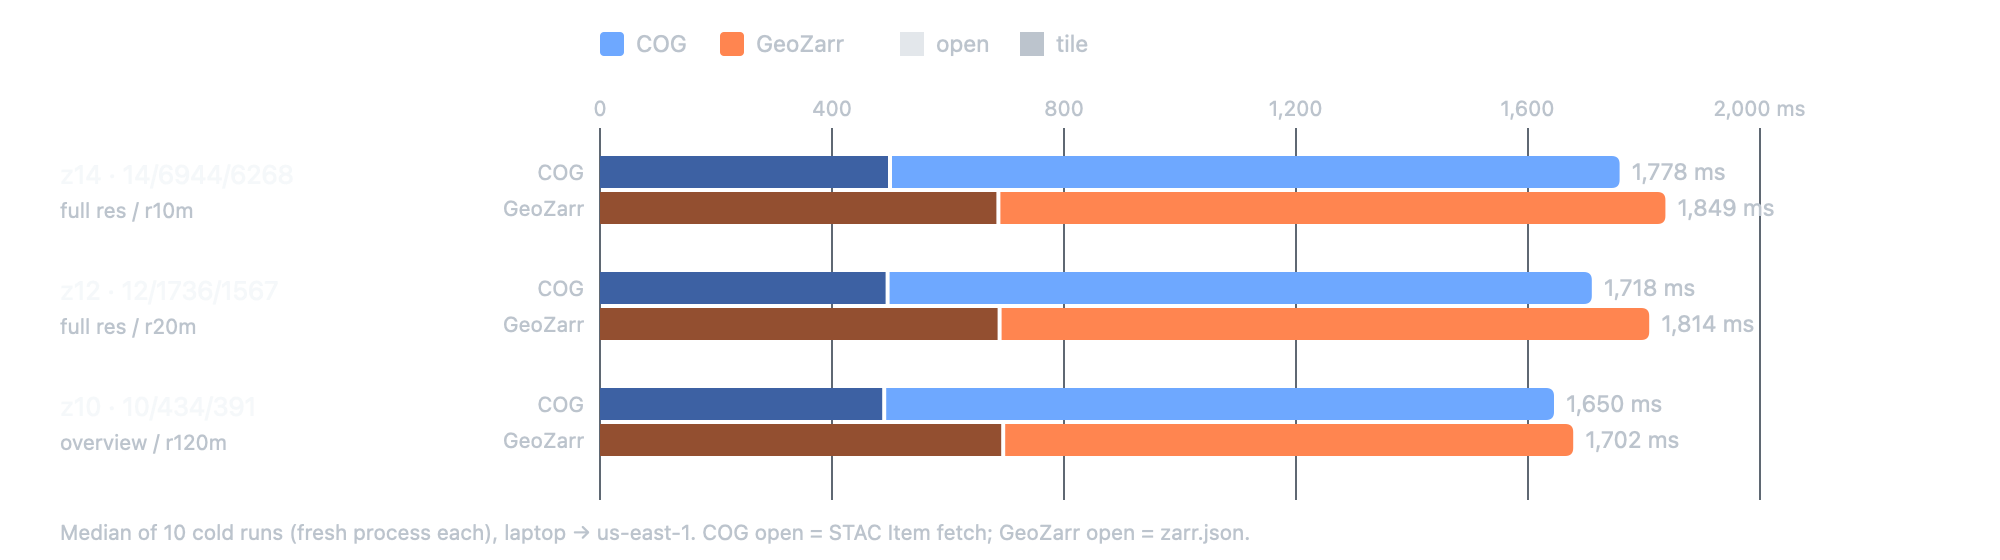 COG GeoZarr open tile
0 400 800 1,200 1,600 2,000 ms
z14 · 14/6944/6268
full res / r10m
COG 1,778 ms
GeoZarr 1,849 ms
z12 · 12/1736/1567
full res / r20m
COG 1,718 ms
GeoZarr 1,814 ms
z10 · 10/434/391
overview / r120m
COG 1,650 ms
GeoZarr 1,702 ms
Median of 10 cold runs (fresh process each), laptop → us-east-1. COG open = STAC Item fetch; GeoZarr open = zarr.json.